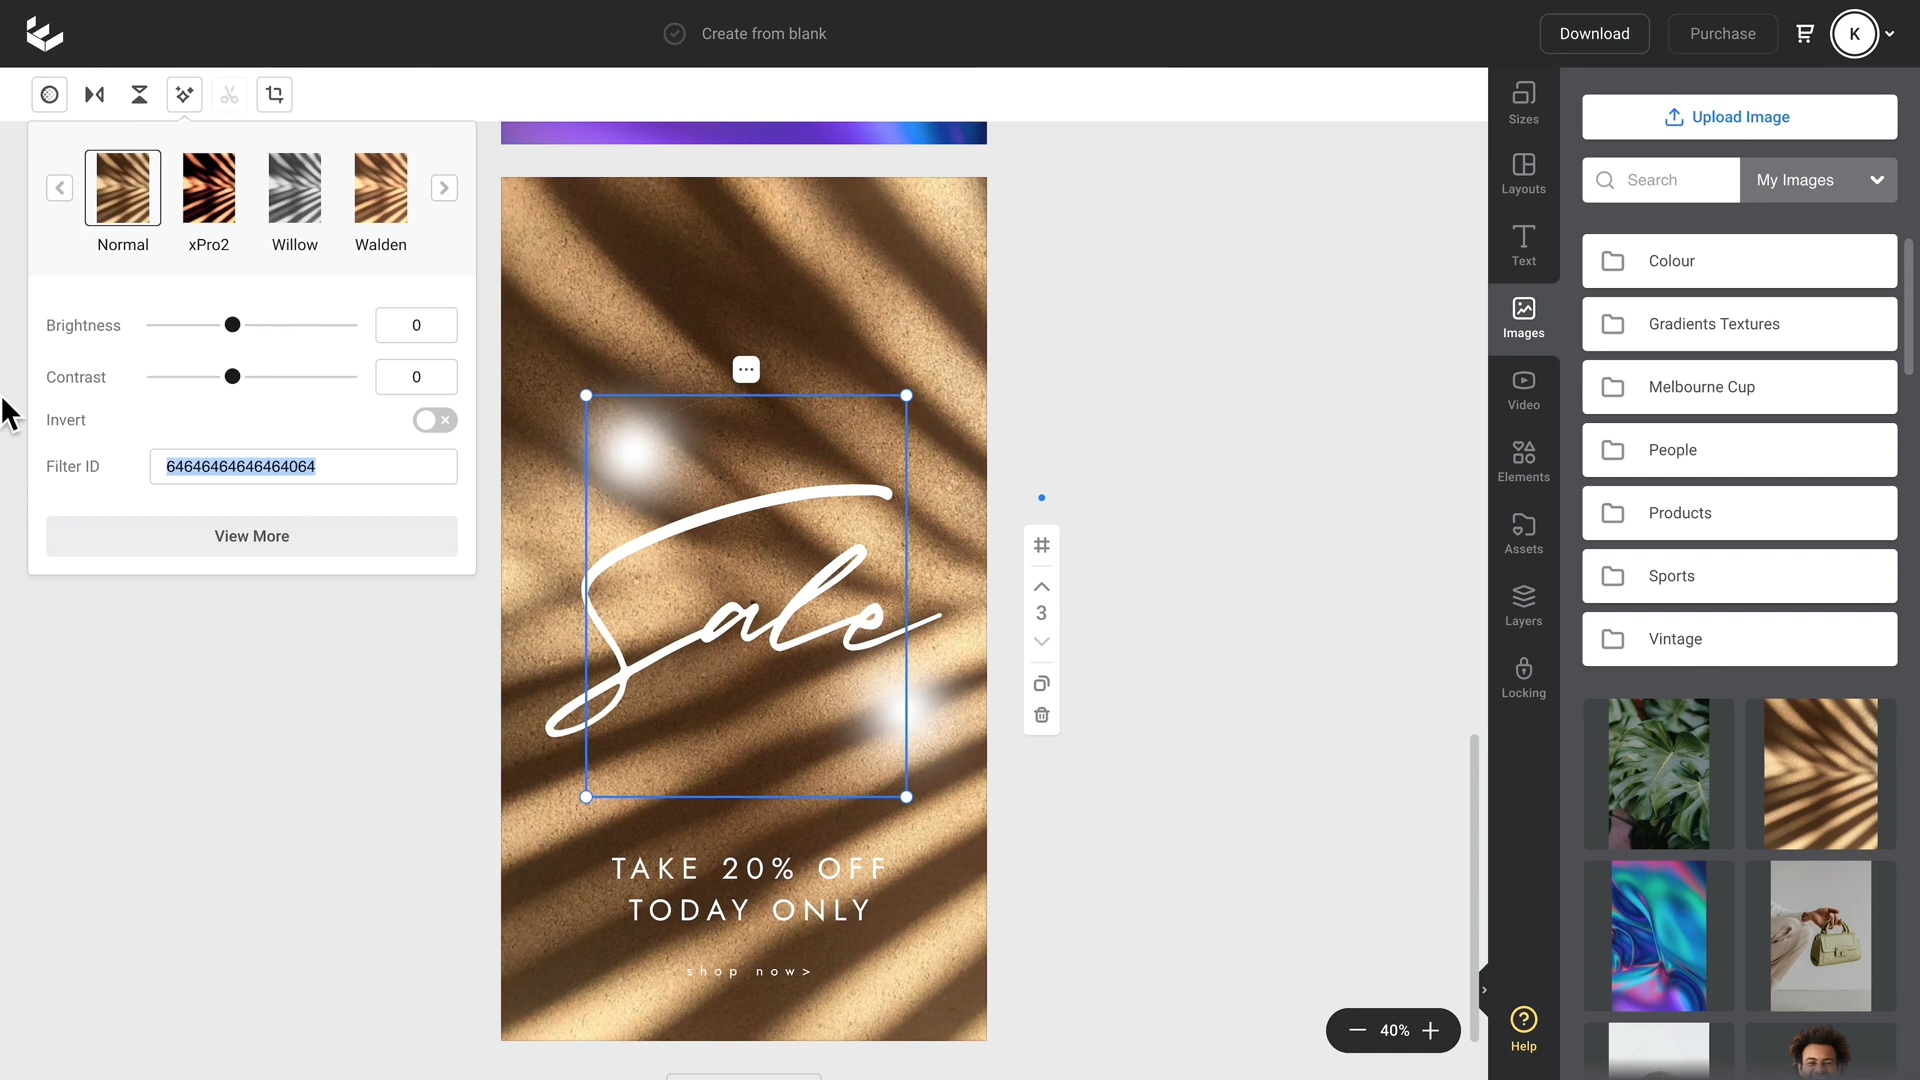 Create from blank
Download
Purchase
K
Normal
xPro2
Willow
Walden
Brightness
0
Contrast
0
Invert
Filter ID
64646464646464064
View More
Sale
TAKE 20% OFF
TODAY ONLY
shop now>
3
40%
Sizes
Layouts
Text
Images
Video
Elements
Assets
Layers
Locking
Help
Upload Image
Search
My Images
Colour
Gradients Textures
Melbourne Cup
People
Products
Sports
Vintage